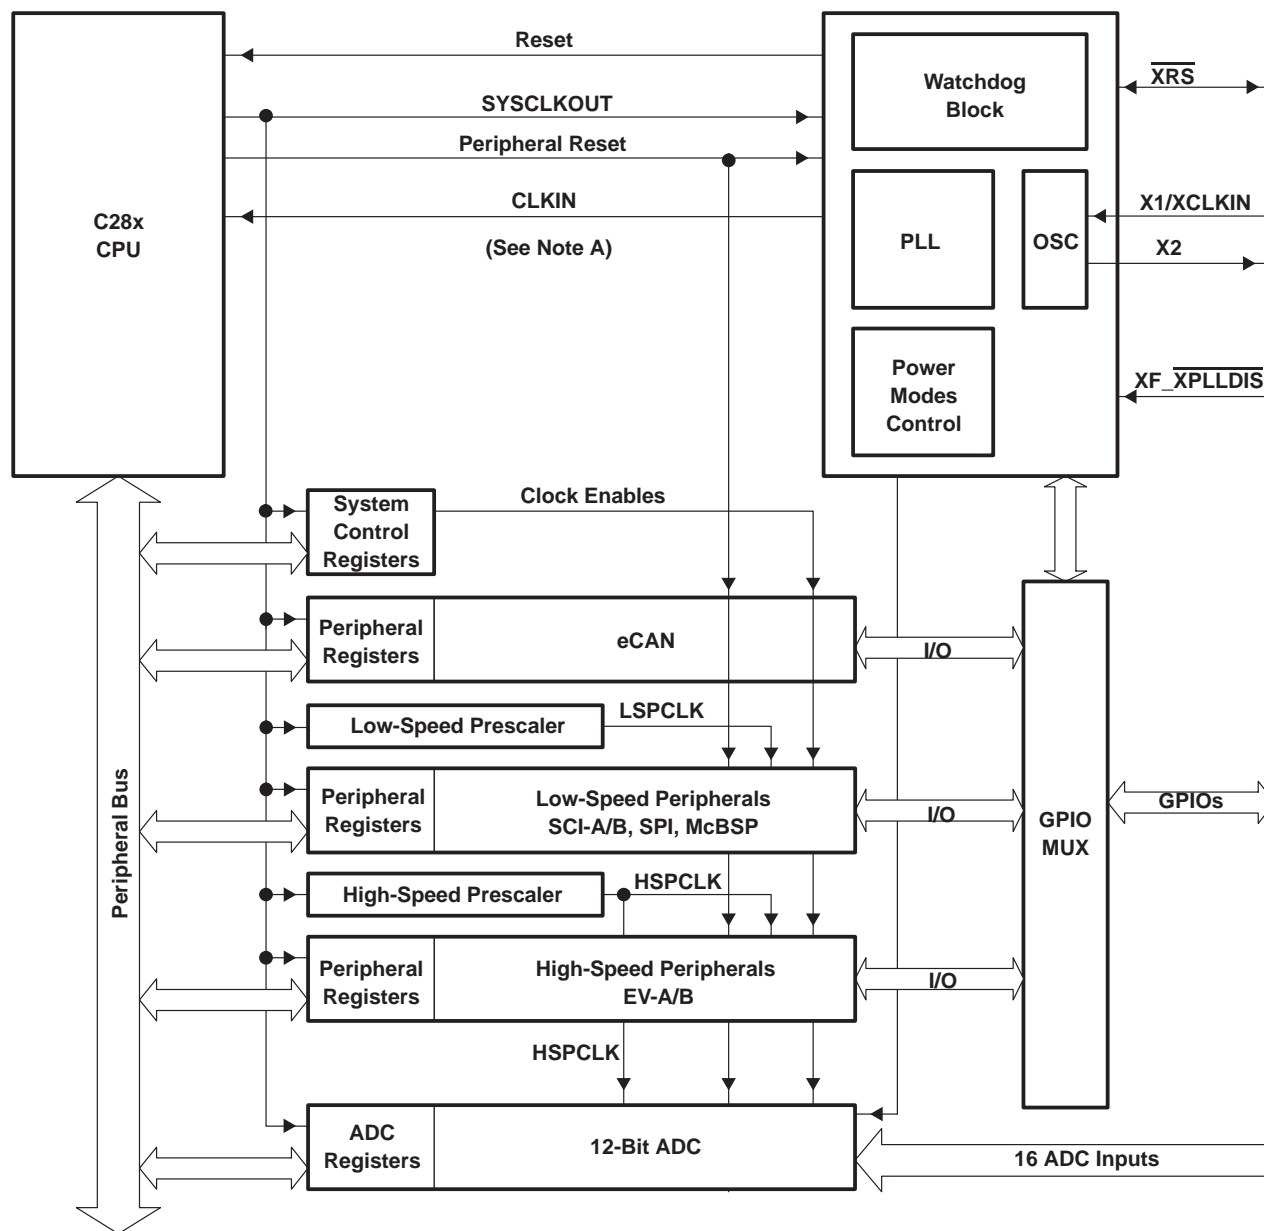 Reset
SYSCLKOUT
Peripheral Reset
CLKIN
(See Note A)
C28x
CPU
Watchdog
Block
PLL
OSC
Power
Modes
Control
XRS
X1/XCLKIN
X2
XF_XPLLDIS
System
Control
Registers
Clock Enables
Peripheral
Registers
eCAN
I/O
Low-Speed Prescaler
LSPCLK
Peripheral
Registers
Low-Speed Peripherals
SCI-A/B, SPI, McBSP
I/O
High-Speed Prescaler
HSPCLK
Peripheral
Registers
High-Speed Peripherals
EV-A/B
I/O
HSPCLK
ADC
Registers
12-Bit ADC
16 ADC Inputs
GPIO
MUX
GPIOs
Peripheral Bus